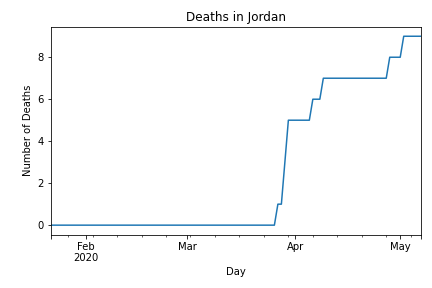 Deaths in Jordan
8
6
4
2
0
Number of Deaths
Feb
2020
Mar
Apr
May
Day